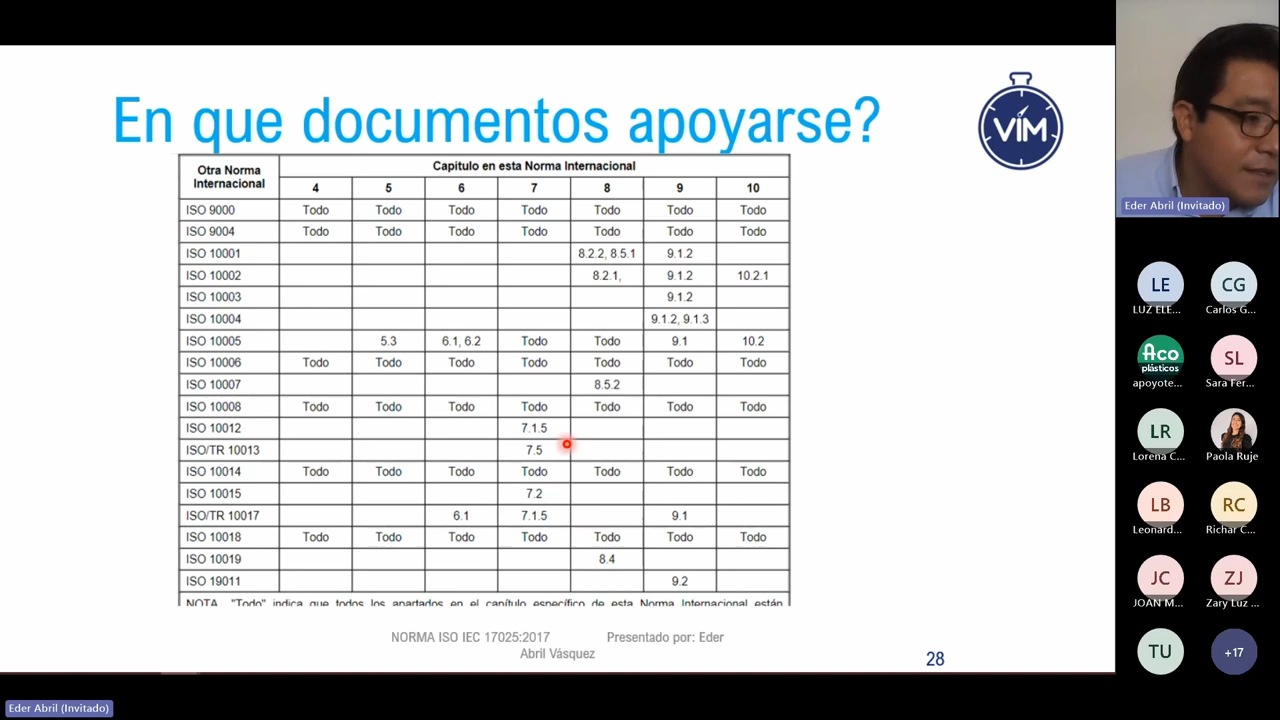 En que documentos apoyarse?
VIM
Otra Norma Internacional | Capítulo en esta Norma Internacional
4 | 5 | 6 | 7 | 8 | 9 | 10
ISO 9000 | Todo | Todo | Todo | Todo | Todo | Todo | Todo
ISO 9004 | Todo | Todo | Todo | Todo | Todo | Todo | Todo
ISO 10001 | | | | | 8.2.2, 8.5.1 | 9.1.2 |
ISO 10002 | | | | | 8.2.1, | 9.1.2 | 10.2.1
ISO 10003 | | | | | | 9.1.2 |
ISO 10004 | | | | | | 9.1.2, 9.1.3 |
ISO 10005 | | 5.3 | 6.1, 6.2 | Todo | Todo | 9.1 | 10.2
ISO 10006 | Todo | Todo | Todo | Todo | Todo | Todo | Todo
ISO 10007 | | | | | 8.5.2 | |
ISO 10008 | Todo | Todo | Todo | Todo | Todo | Todo | Todo
ISO 10012 | | | | 7.1.5 | | |
ISO/TR 10013 | | | | 7.5 | | |
ISO 10014 | Todo | Todo | Todo | Todo | Todo | Todo | Todo
ISO 10015 | | | | 7.2 | | |
ISO/TR 10017 | | | 6.1 | 7.1.5 | | 9.1 |
ISO 10018 | Todo | Todo | Todo | Todo | Todo | Todo | Todo
ISO 10019 | | | | | 8.4 | |
ISO 19011 | | | | | | 9.2 |
NOTA "Todo" indica que todos los apartados en el capítulo específico de esta Norma Internacional están
NORMA ISO IEC 17025:2017 Presentado por: Eder
Abril Vásquez
28
Eder Abril (Invitado)
LE CG
LUZ ELE... Carlos G...
Aco plásticos SL
apoyote... Sara Fer...
LR
Lorena C... Paola Ruje
LB RC
Leonard... Richar C...
JC ZJ
JOAN M... Zary Luz ...
TU +17
Eder Abril (Invitado)